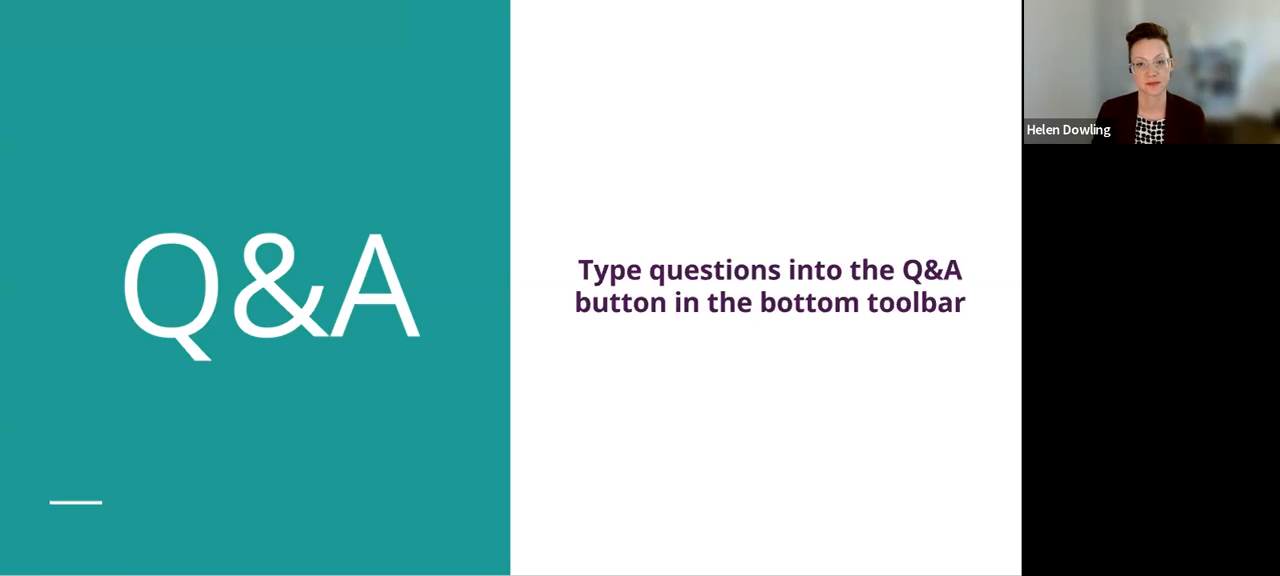 Q&A
Type questions into the Q&A
button in the bottom toolbar
Helen Dowling